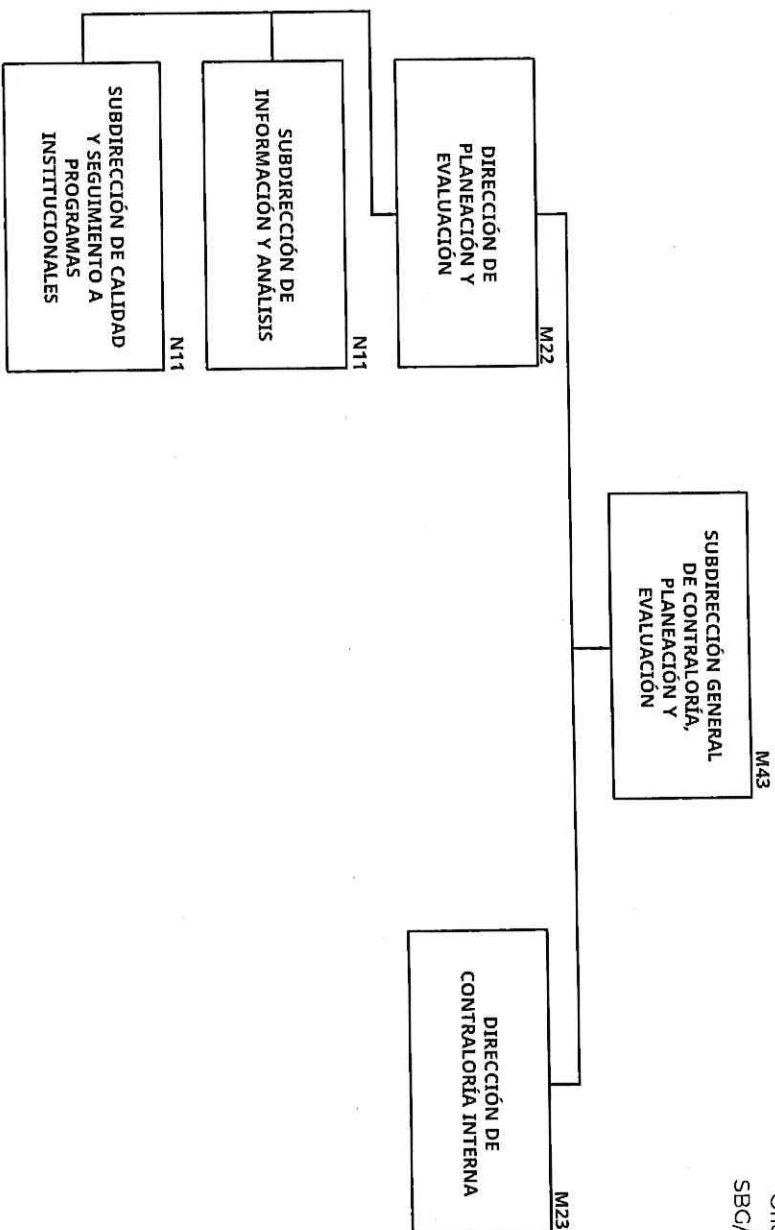 SBG/
M43
SUBDIRECCIÓN GENERAL
DE CONTRALORÍA,
PLANEACIÓN Y
EVALUACIÓN
M22
DIRECCIÓN DE
PLANEACIÓN Y
EVALUACIÓN
M23
DIRECCIÓN DE
CONTRALORÍA INTERNA
N11
SUBDIRECCIÓN DE
INFORMACIÓN Y ANÁLISIS
N11
SUBDIRECCIÓN DE CALIDAD
Y SEGUIMIENTO A
PROGRAMAS
INSTITUCIONALES